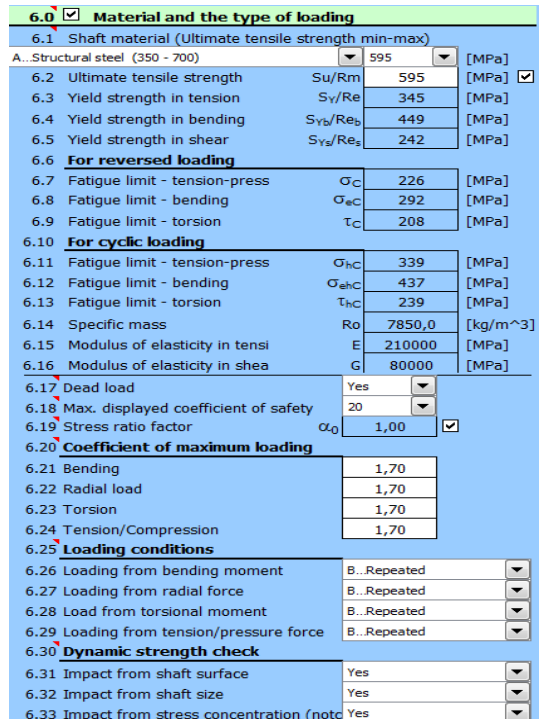 6.0 Material and the type of loading
6.1 Shaft material (Ultimate tensile strength min-max)
A...Structural steel (350 - 700) 595 [MPa]
6.2 Ultimate tensile strength Su/Rm 595 [MPa]
6.3 Yield strength in tension SY/Re 345 [MPa]
6.4 Yield strength in bending SYb/Reb 449 [MPa]
6.5 Yield strength in shear SYs/Res 242 [MPa]
6.6 For reversed loading
6.7 Fatigue limit - tension-press σC 226 [MPa]
6.8 Fatigue limit - bending σeC 292 [MPa]
6.9 Fatigue limit - torsion τC 208 [MPa]
6.10 For cyclic loading
6.11 Fatigue limit - tension-press σhC 339 [MPa]
6.12 Fatigue limit - bending σehC 437 [MPa]
6.13 Fatigue limit - torsion τhC 239 [MPa]
6.14 Specific mass Ro 7850,0 [kg/m^3]
6.15 Modulus of elasticity in tensi E 210000 [MPa]
6.16 Modulus of elasticity in shea G 80000 [MPa]
6.17 Dead load Yes
6.18 Max. displayed coefficient of safety 20
6.19 Stress ratio factor α0 1,00
6.20 Coefficient of maximum loading
6.21 Bending 1,70
6.22 Radial load 1,70
6.23 Torsion 1,70
6.24 Tension/Compression 1,70
6.25 Loading conditions
6.26 Loading from bending moment B...Repeated
6.27 Loading from radial force B...Repeated
6.28 Load from torsional moment B...Repeated
6.29 Loading from tension/pressure force B...Repeated
6.30 Dynamic strength check
6.31 Impact from shaft surface Yes
6.32 Impact from shaft size Yes
6.33 Impact from stress concentration (notc Yes